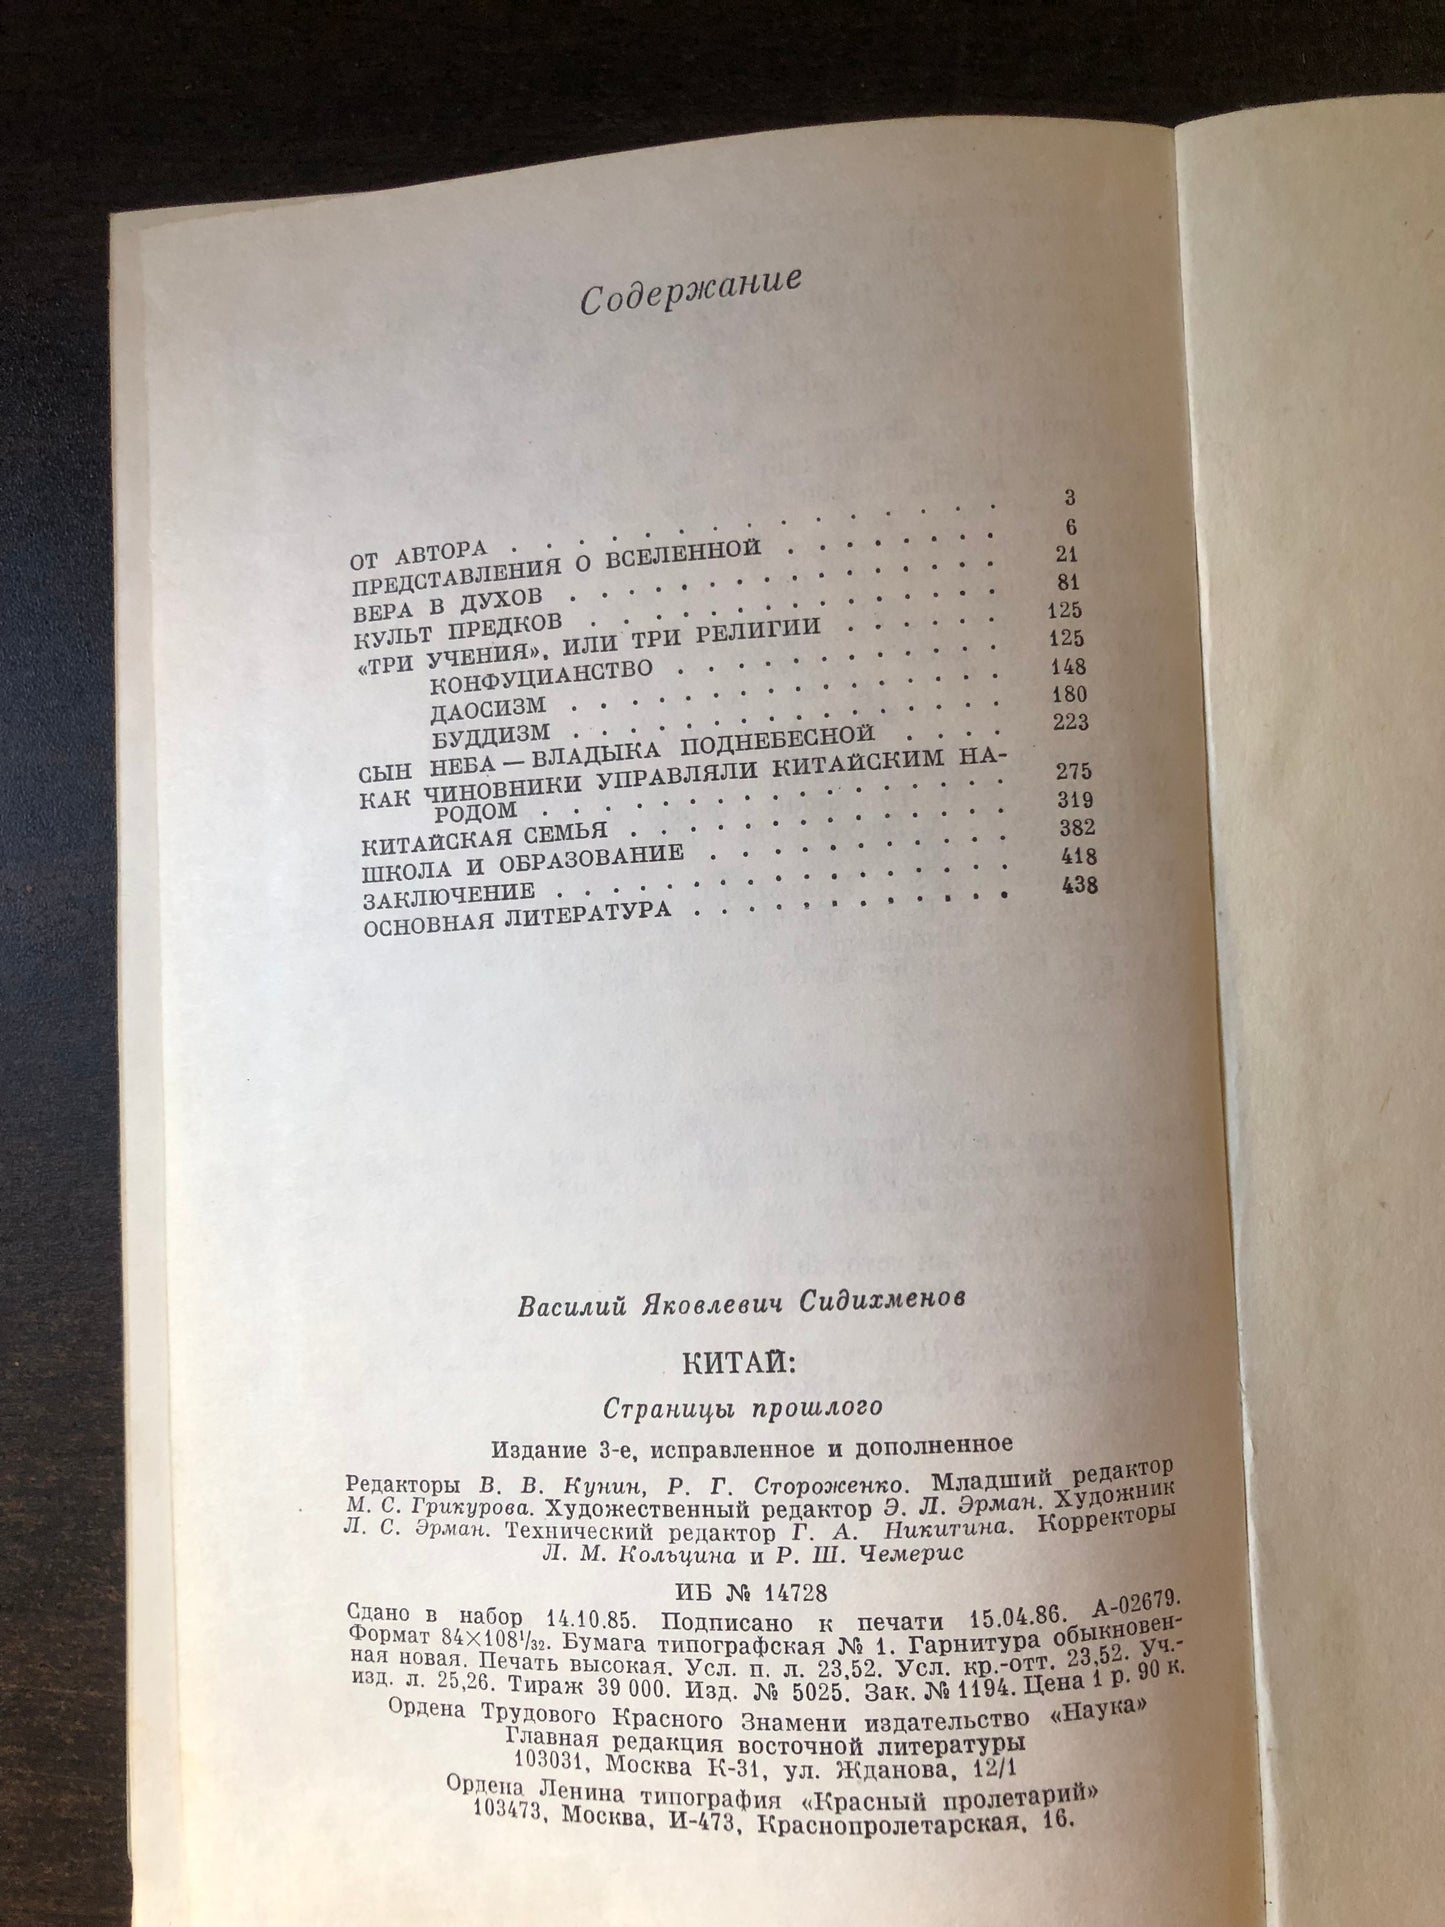 Содержание
ОТ АВТОРА . . . . . . . . . . . . . . 3
ПРЕДСТАВЛЕНИЯ О ВСЕЛЕННОЙ . . . . . . . 6
ВЕРА В ДУХОВ . . . . . . . . . . . . . 21
КУЛЬТ ПРЕДКОВ . . . . . . . . . . . . . 81
«ТРИ УЧЕНИЯ», ИЛИ ТРИ РЕЛИГИИ . . . . . . 125
КОНФУЦИАНСТВО . . . . . . . . . . . 125
ДАОСИЗМ . . . . . . . . . . . . . . 148
БУДДИЗМ . . . . . . . . . . . . . . 180
СЫН НЕБА — ВЛАДЫКА ПОДНЕБЕСНОЙ . . . . 223
КАК ЧИНОВНИКИ УПРАВЛЯЛИ КИТАЙСКИМ НА-
РОДОМ . . . . . . . . . . . . . . . 275
КИТАЙСКАЯ СЕМЬЯ . . . . . . . . . . . . 319
ШКОЛА И ОБРАЗОВАНИЕ . . . . . . . . . . 382
ЗАКЛЮЧЕНИЕ . . . . . . . . . . . . . . 418
ОСНОВНАЯ ЛИТЕРАТУРА . . . . . . . . . . 438
Василий Яковлевич Сидихменов
КИТАЙ:
Страницы прошлого
Издание 3-е, исправленное и дополненное
Редакторы В. В. Кунин, Р. Г. Стороженко. Младший редактор
М. С. Грикурова. Художественный редактор Э. Л. Эрман. Художник
Л. С. Эрман. Технический редактор Г. А. Никитина. Корректоры
Л. М. Кольцина и Р. Ш. Чемерис
ИБ № 14728
Сдано в набор 14.10.85. Подписано к печати 15.04.86. А-02679.
Формат 84×108¹/₃₂. Бумага типографская № 1. Гарнитура обыкновен-
ная новая. Печать высокая. Усл. п. л. 23,52. Усл. кр.-отт. 23,52. Уч.-
изд. л. 25,26. Тираж 39 000. Изд. № 5025. Зак. № 1194. Цена 1 р. 90 к.
Ордена Трудового Красного Знамени издательство «Наука»
Главная редакция восточной литературы
103031, Москва К-31, ул. Жданова, 12/1
Ордена Ленина типография «Красный пролетарий»
103473, Москва, И-473, Краснопролетарская, 16.